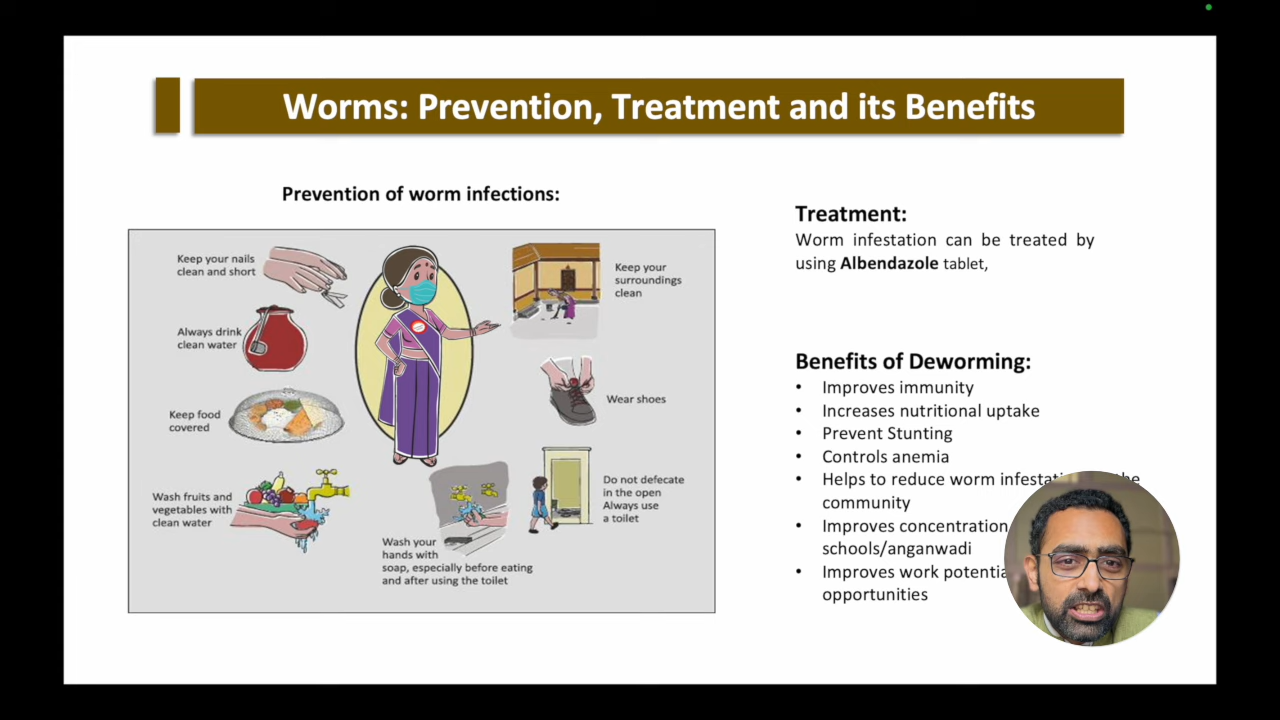 Worms: Prevention, Treatment and its Benefits
Prevention of worm infections:
Keep your nails
clean and short
Always drink
clean water
Keep food
covered
Wash fruits and
vegetables with
clean water
Wash your
hands with
soap, especially before eating
and after using the toilet
Keep your
surroundings
clean
Wear shoes
Do not defecate
in the open
Always use
a toilet
Treatment:
Worm infestation can be treated by
using Albendazole tablet,
Benefits of Deworming:
• Improves immunity
• Increases nutritional uptake
• Prevent Stunting
• Controls anemia
• Helps to reduce worm
community
• Improves concentration
schools/anganwadi
• Improves work
opportunities